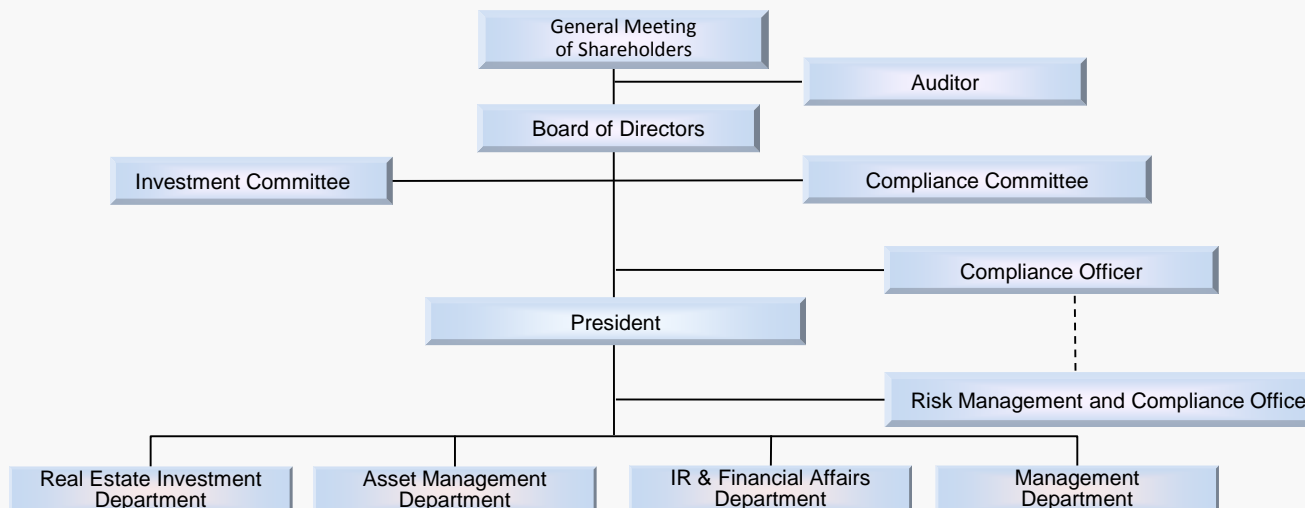 General Meeting
of Shareholders
Auditor
Board of Directors
Investment Committee
Compliance Committee
Compliance Officer
President
Risk Management and Compliance Office
Real Estate Investment
Department
Asset Management
Department
IR & Financial Affairs
Department
Management
Department